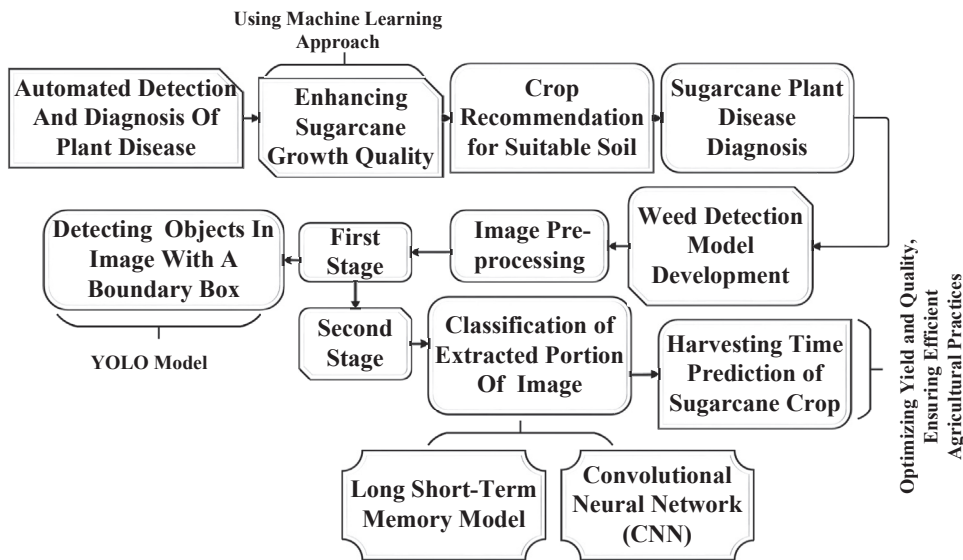 Using Machine Learning
Approach
Automated Detection
And Diagnosis Of
Plant Disease
Enhancing
Sugarcane
Growth Quality
Crop
Recommendation
for Suitable Soil
Sugarcane Plant
Disease
Diagnosis
Weed Detection
Model
Development
Image Pre-
processing
First
Stage
Detecting Objects In
Image With A
Boundary Box
YOLO Model
Second
Stage
Classification of
Extracted Portion
Of Image
Harvesting Time
Prediction of
Sugarcane Crop
Optimizing Yield and Quality,
Ensuring Efficient
Agricultural Practices
Long Short-Term
Memory Model
Convolutional
Neural Network
(CNN)